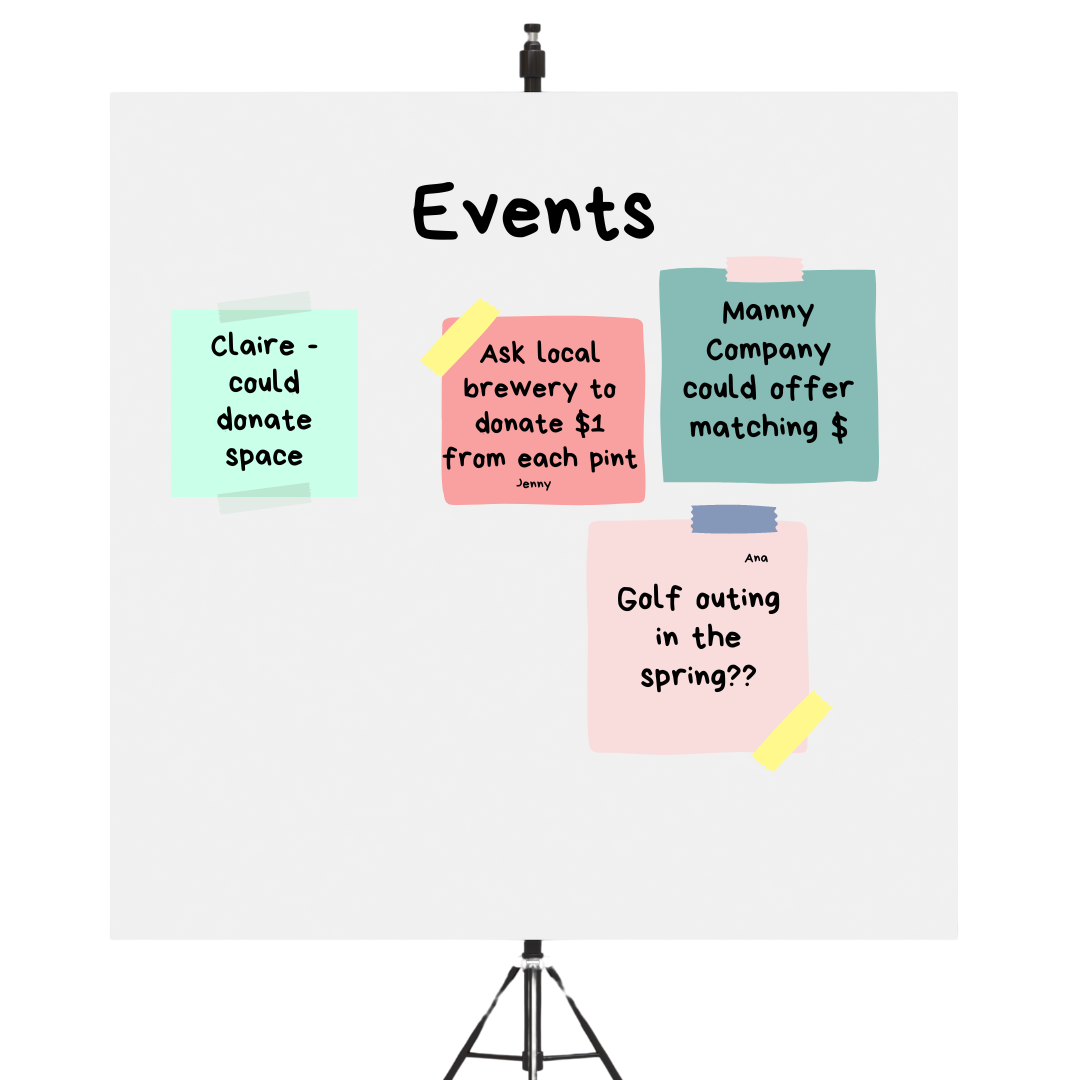 Events
Claire -
could
donate
space
Ask local
brewery to
donate $1
from each pint
Jenny
Manny
Company
could offer
matching $
Ana
Golf outing
in the
spring??